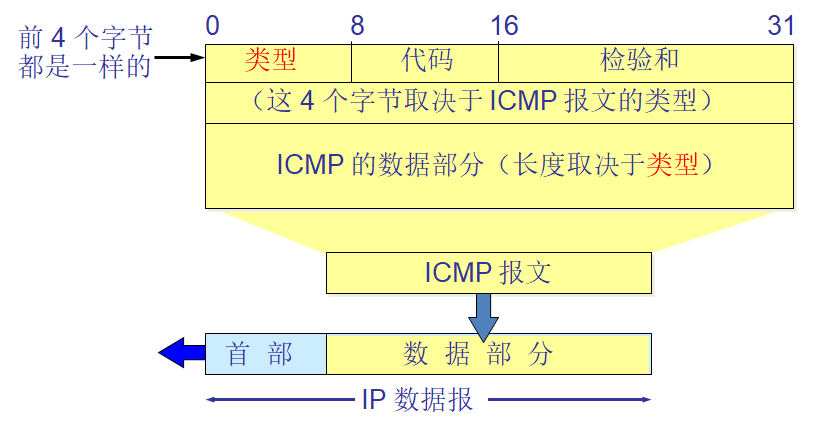 0 8 16 31
前 4 个字节
都是一样的
类型 代码 检验和
（这 4 个字节取决于 ICMP 报文的类型）
ICMP 的数据部分（长度取决于类型）
ICMP 报文
首 部 数 据 部 分
IP 数据报